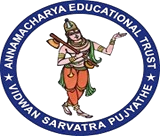 ANNAMACHARYA EDUCATIONAL TRUST
VIDWAN SARVATRA PUJYATHE